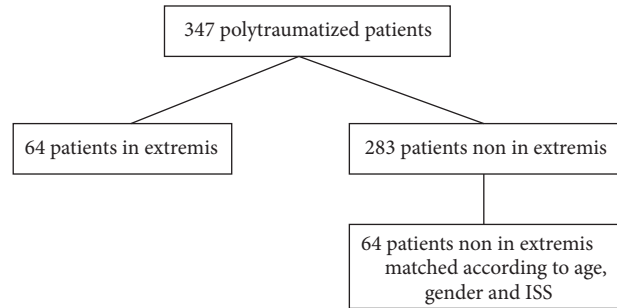 347 polytraumatized patients
64 patients in extremis
283 patients non in extremis
64 patients non in extremis
matched according to age,
gender and ISS